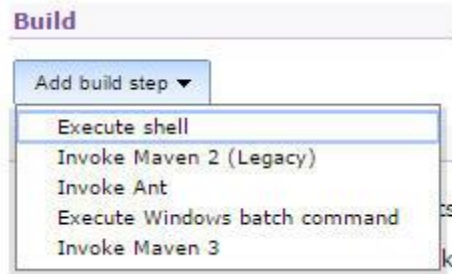 Build
Add build step
Execute shell
Invoke Maven 2 (Legacy)
Invoke Ant
Execute Windows batch command
Invoke Maven 3